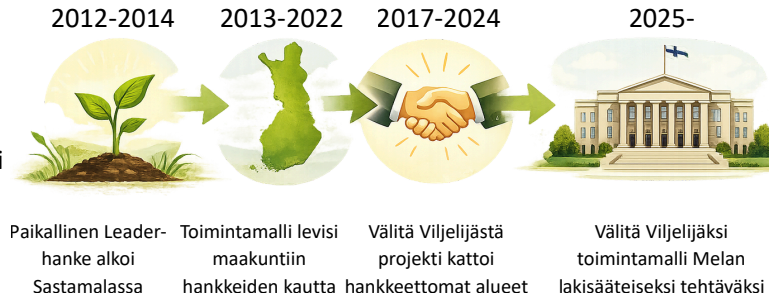 2012-2014
2013-2022
2017-2024
2025-
i
Paikallinen Leader-
hanke alkoi
Sastamalassa
Toimintamalli levisi
maakuntiin
hankkeiden kautta
Välitä Viljelijästä
projekti kattoi
hankkeettomat alueet
Välitä Viljelijäksi
toimintamalli Melan
lakisääteiseksi tehtäväksi